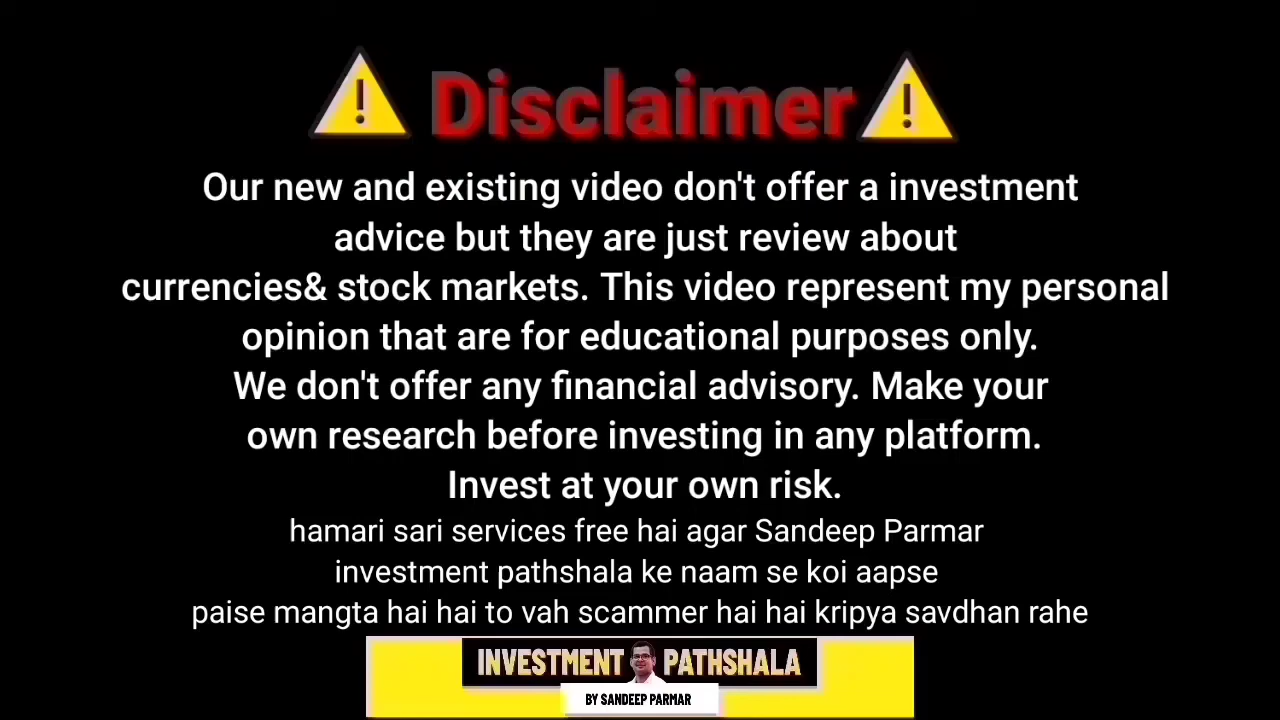 Disclaimer
Our new and existing video don't offer a investment
advice but they are just review about
currencies& stock markets. This video represent my personal
opinion that are for educational purposes only.
We don't offer any financial advisory. Make your
own research before investing in any platform.
Invest at your own risk.
hamari sari services free hai agar Sandeep Parmar
investment pathshala ke naam se koi aapse
paise mangta hai hai to vah scammer hai hai kripya savdhan rahe
INVESTMENT PATHSHALA
BY SANDEEP PARMAR